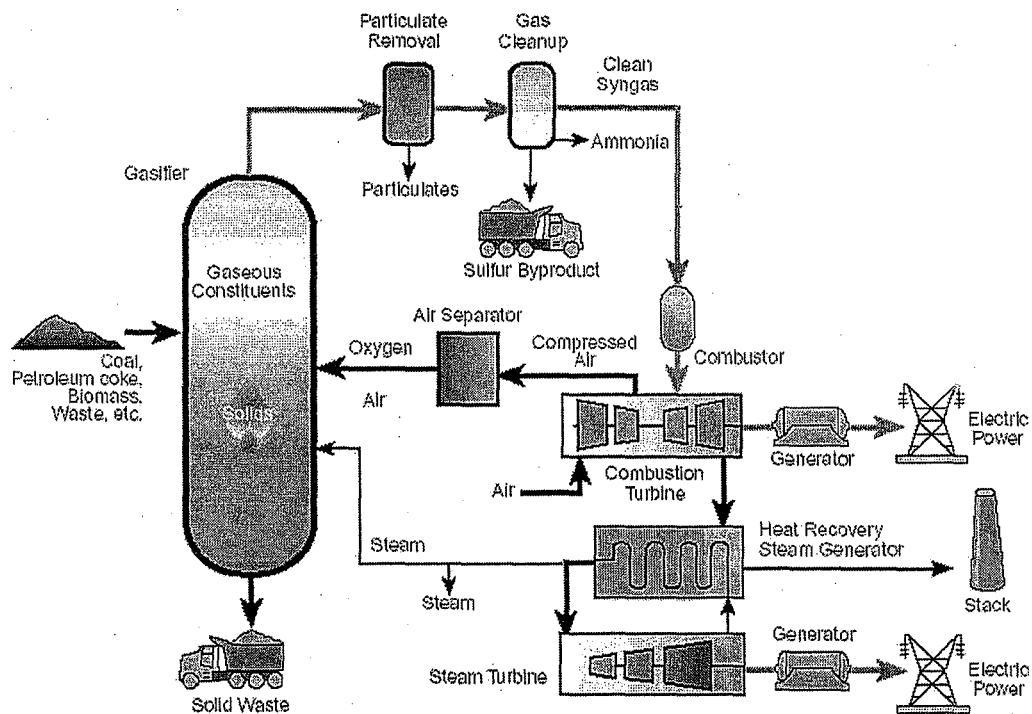 Particulate
Removal
Gas
Cleanup
Clean
Syngas
Ammonia
Gasifier
Particulates
Sulfur Byproduct
Gaseous
Constituents
Air Separator
Compressed
Air
Combustor
Oxygen
Air
Coal,
Petroleum coke,
Biomass,
Waste, etc.
Solids
Electric
Power
Generator
Combustion
Turbine
Air
Heat Recovery
Steam Generator
Steam
Steam
Stack
Generator
Steam Turbine
Electric
Power
Solid Waste